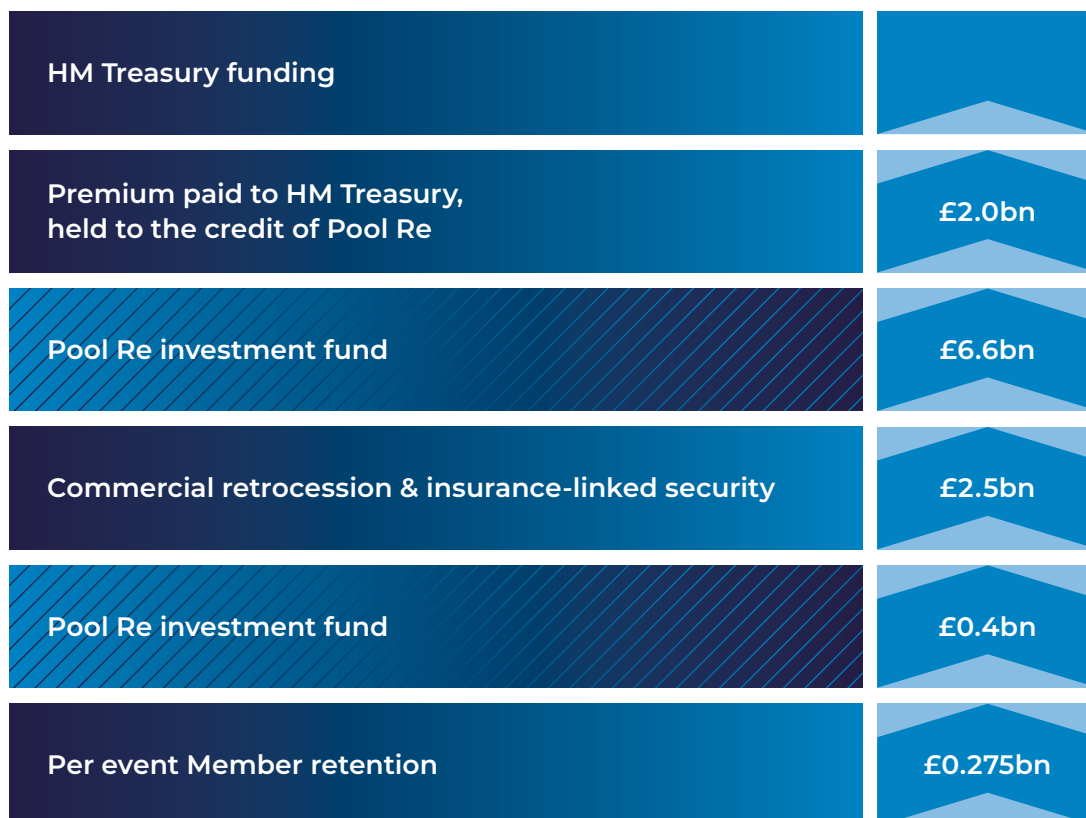 HM Treasury funding
Premium paid to HM Treasury,
held to the credit of Pool Re
£2.0bn
Pool Re investment fund
£6.6bn
Commercial retrocession & insurance-linked security
£2.5bn
Pool Re investment fund
£0.4bn
Per event Member retention
£0.275bn